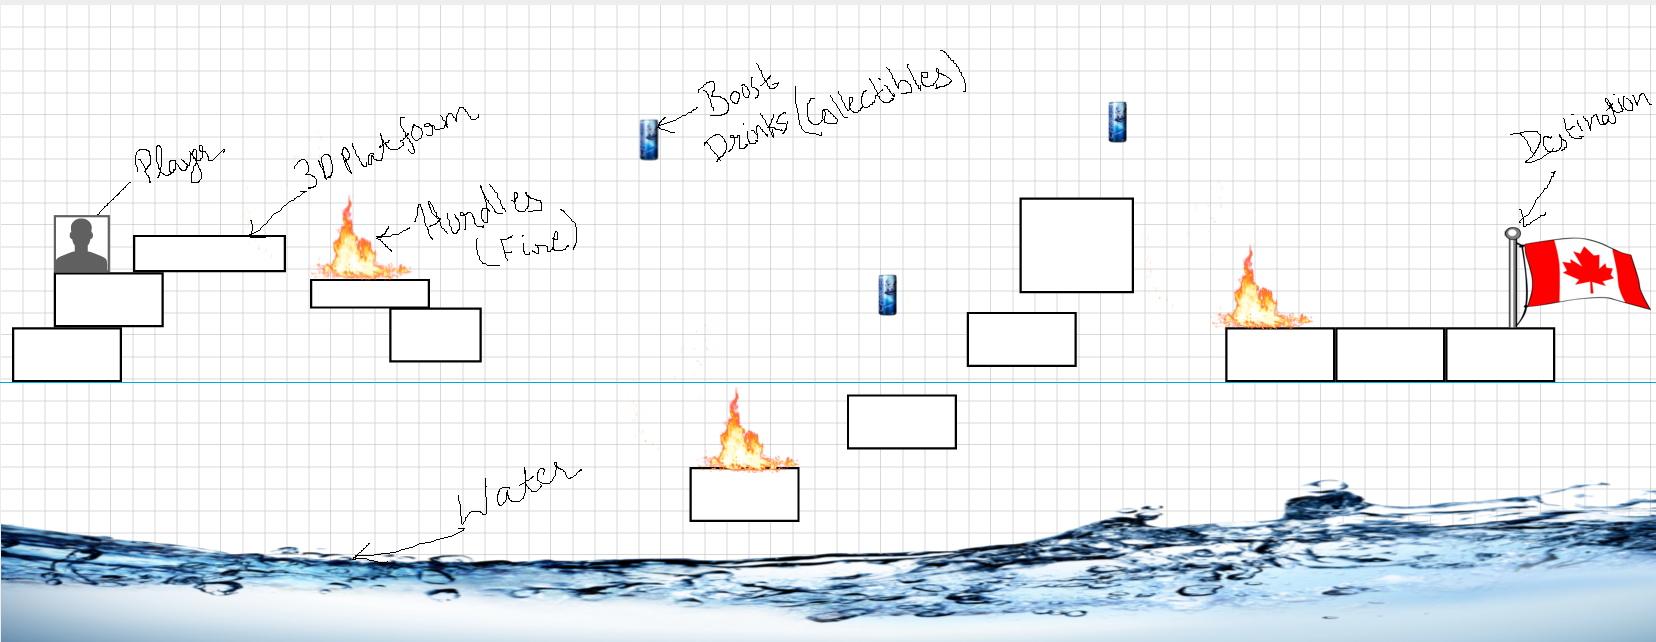 Player
3D Platform
Hurdles
(Fire)
Boost
Drinks (Collectibles)
Destination
Water